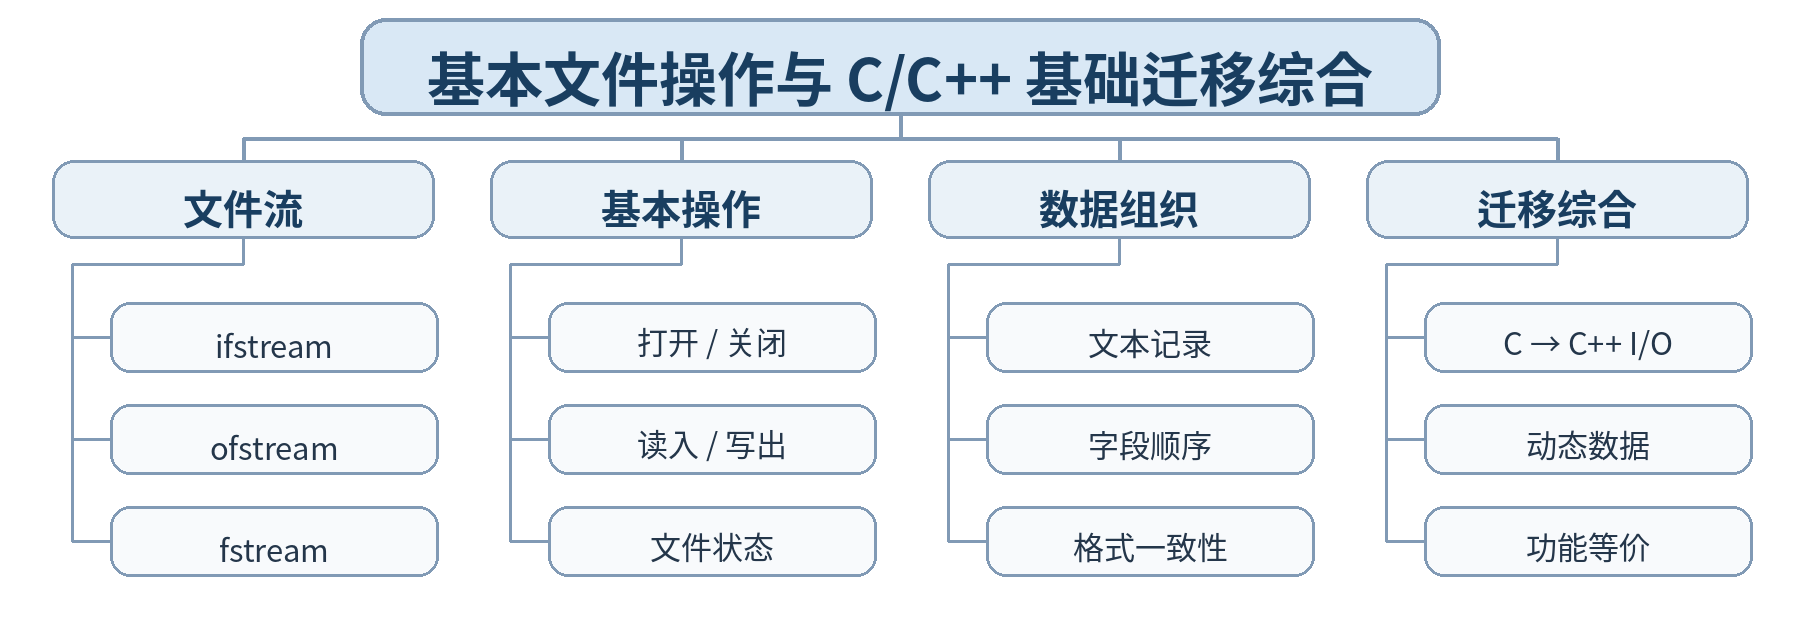 基本文件操作与 C/C++ 基础迁移综合
文件流
ifstream
ofstream
fstream
基本操作
打开 / 关闭
读入 / 写出
文件状态
数据组织
文本记录
字段顺序
格式一致性
迁移综合
C → C++ I/O
动态数据
功能等价